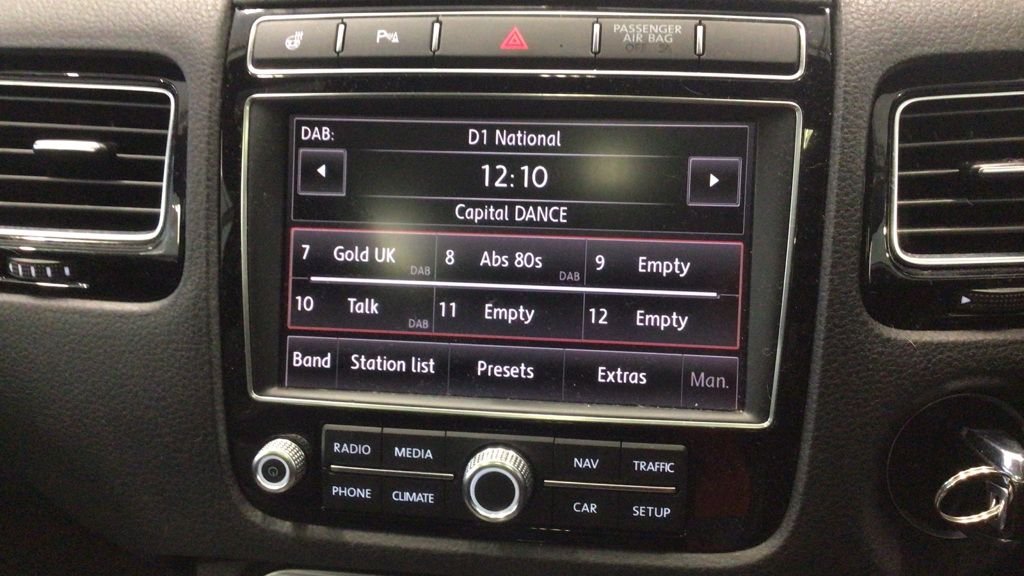 PASSENGER
AIR BAG
OFF
DAB: D1 National
12:10
Capital DANCE
7 Gold UK DAB 8 Abs 80s DAB 9 Empty
10 Talk DAB 11 Empty 12 Empty
Band Station list Presets Extras Man.
RADIO MEDIA NAV TRAFFIC
PHONE CLIMATE CAR SETUP